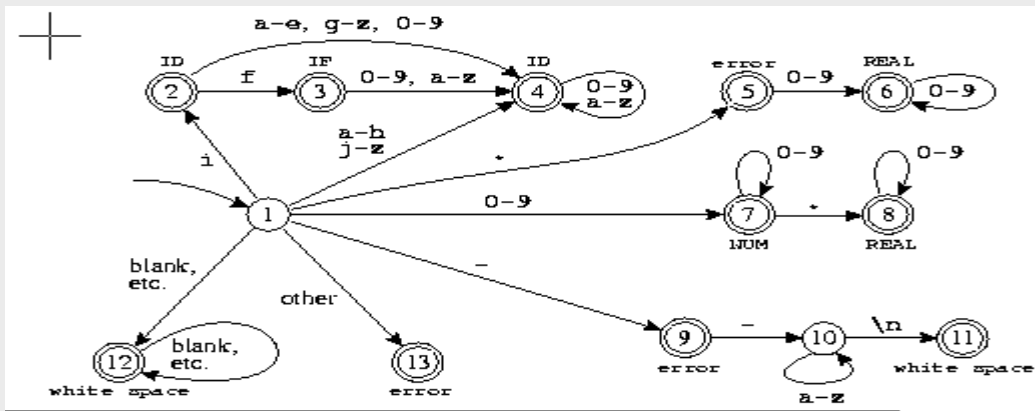 a-e, g-z, 0-9
ID
IF
ID
error
REAL
2
f
3
0-9, a-z
4
0-9
a-z
5
0-9
6
0-9
a-h
j-z
.
i
0-9
0-9
1
0-9
7
.
8
NUM
REAL
blank,
etc.
other
-
12
blank,
etc.
13
9
-
10
\n
11
white space
error
error
white space
a-z